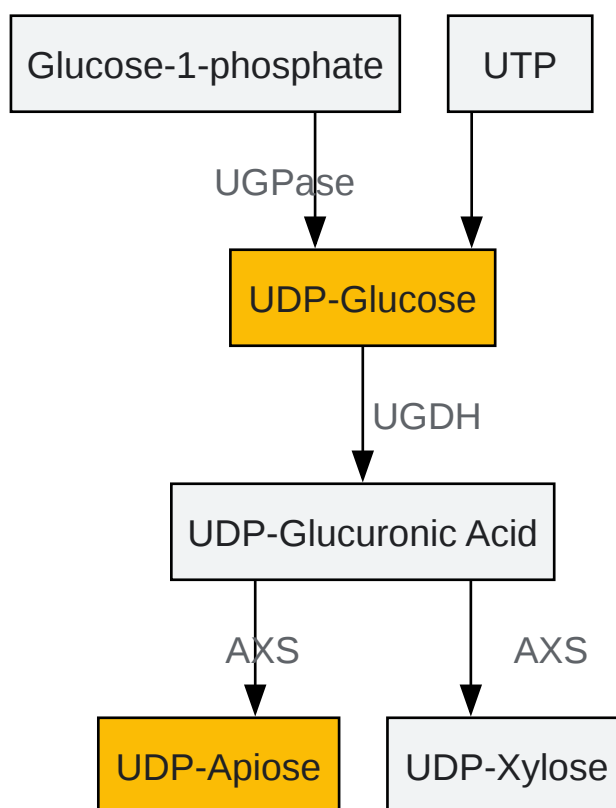 Glucose-1-phosphate
UTP
UGPase
UDP-Glucose
UGDH
UDP-Glucuronic Acid
AXS
AXS
UDP-Apiose
UDP-Xylose